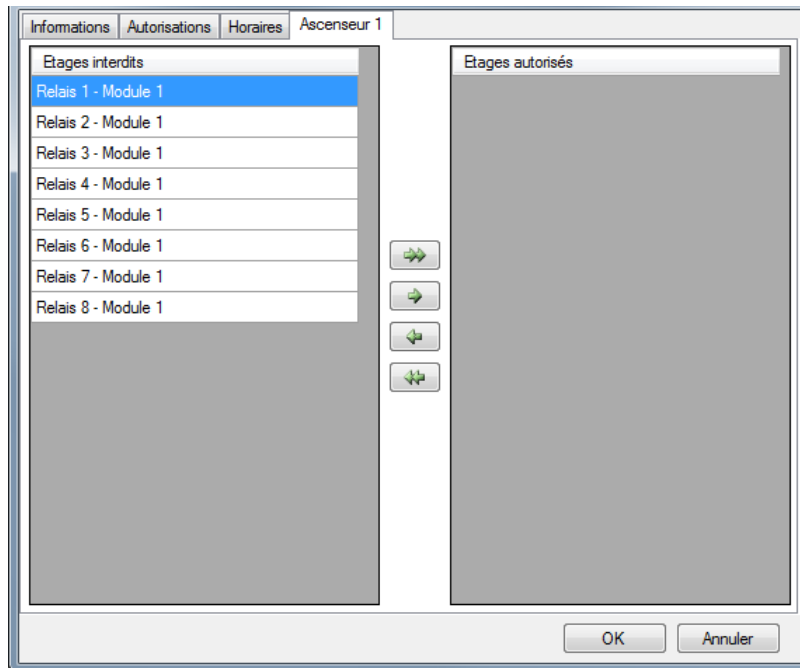 Informations Autorisations Horaires Ascenseur 1
Etages interdits
Relais 1 - Module 1
Relais 2 - Module 1
Relais 3 - Module 1
Relais 4 - Module 1
Relais 5 - Module 1
Relais 6 - Module 1
Relais 7 - Module 1
Relais 8 - Module 1
Etages autorisés
OK Annuler